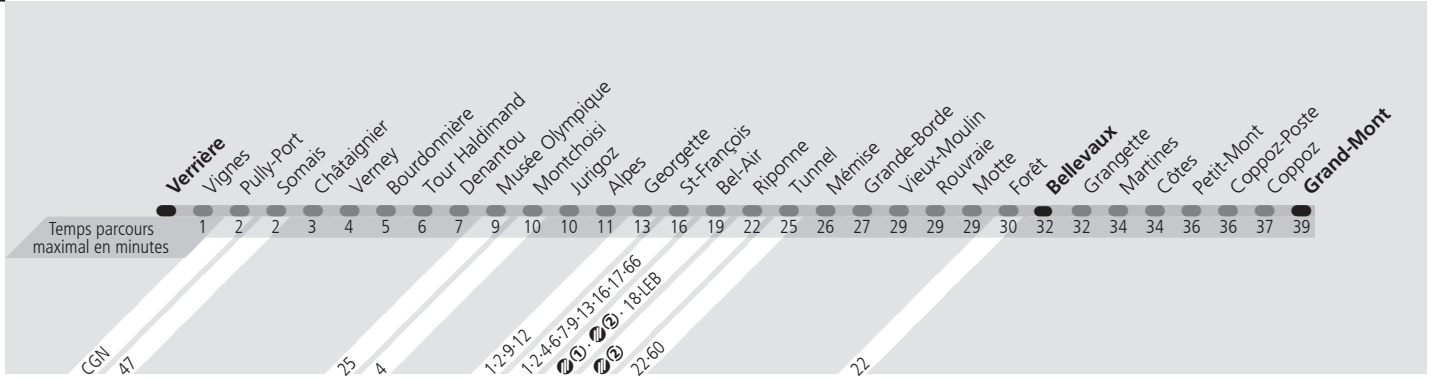 Verrière
Vignes
Pully-Port
Somais
Châtaignier
Verney
Bourdonnière
Tour Haldimand
Denantou
Musée Olympique
Montchoisi
Jurigoz
Alpes
Georgette
St-François
Bel-Air
Riponne
Tunnel
Mémise
Grande-Borde
Vieux-Moulin
Rouvraie
Motte
Forêt
Bellevaux
Grangette
Martines
Côtes
Petit-Mont
Coppoz-Poste
Coppoz
Grand-Mont
Temps parcours
maximal en minutes
1 2 2 3 4 5 6 7 9 10 10 11 13 16 19 22 25 26 27 29 29 29 30 32 32 34 34 36 36 37 39
CGN
47
25
4
1·2·9·12
1·2·4·6·7·9·13·16·17·66
m 1 · m 2 · 18·LEB
m 2
22·60
22